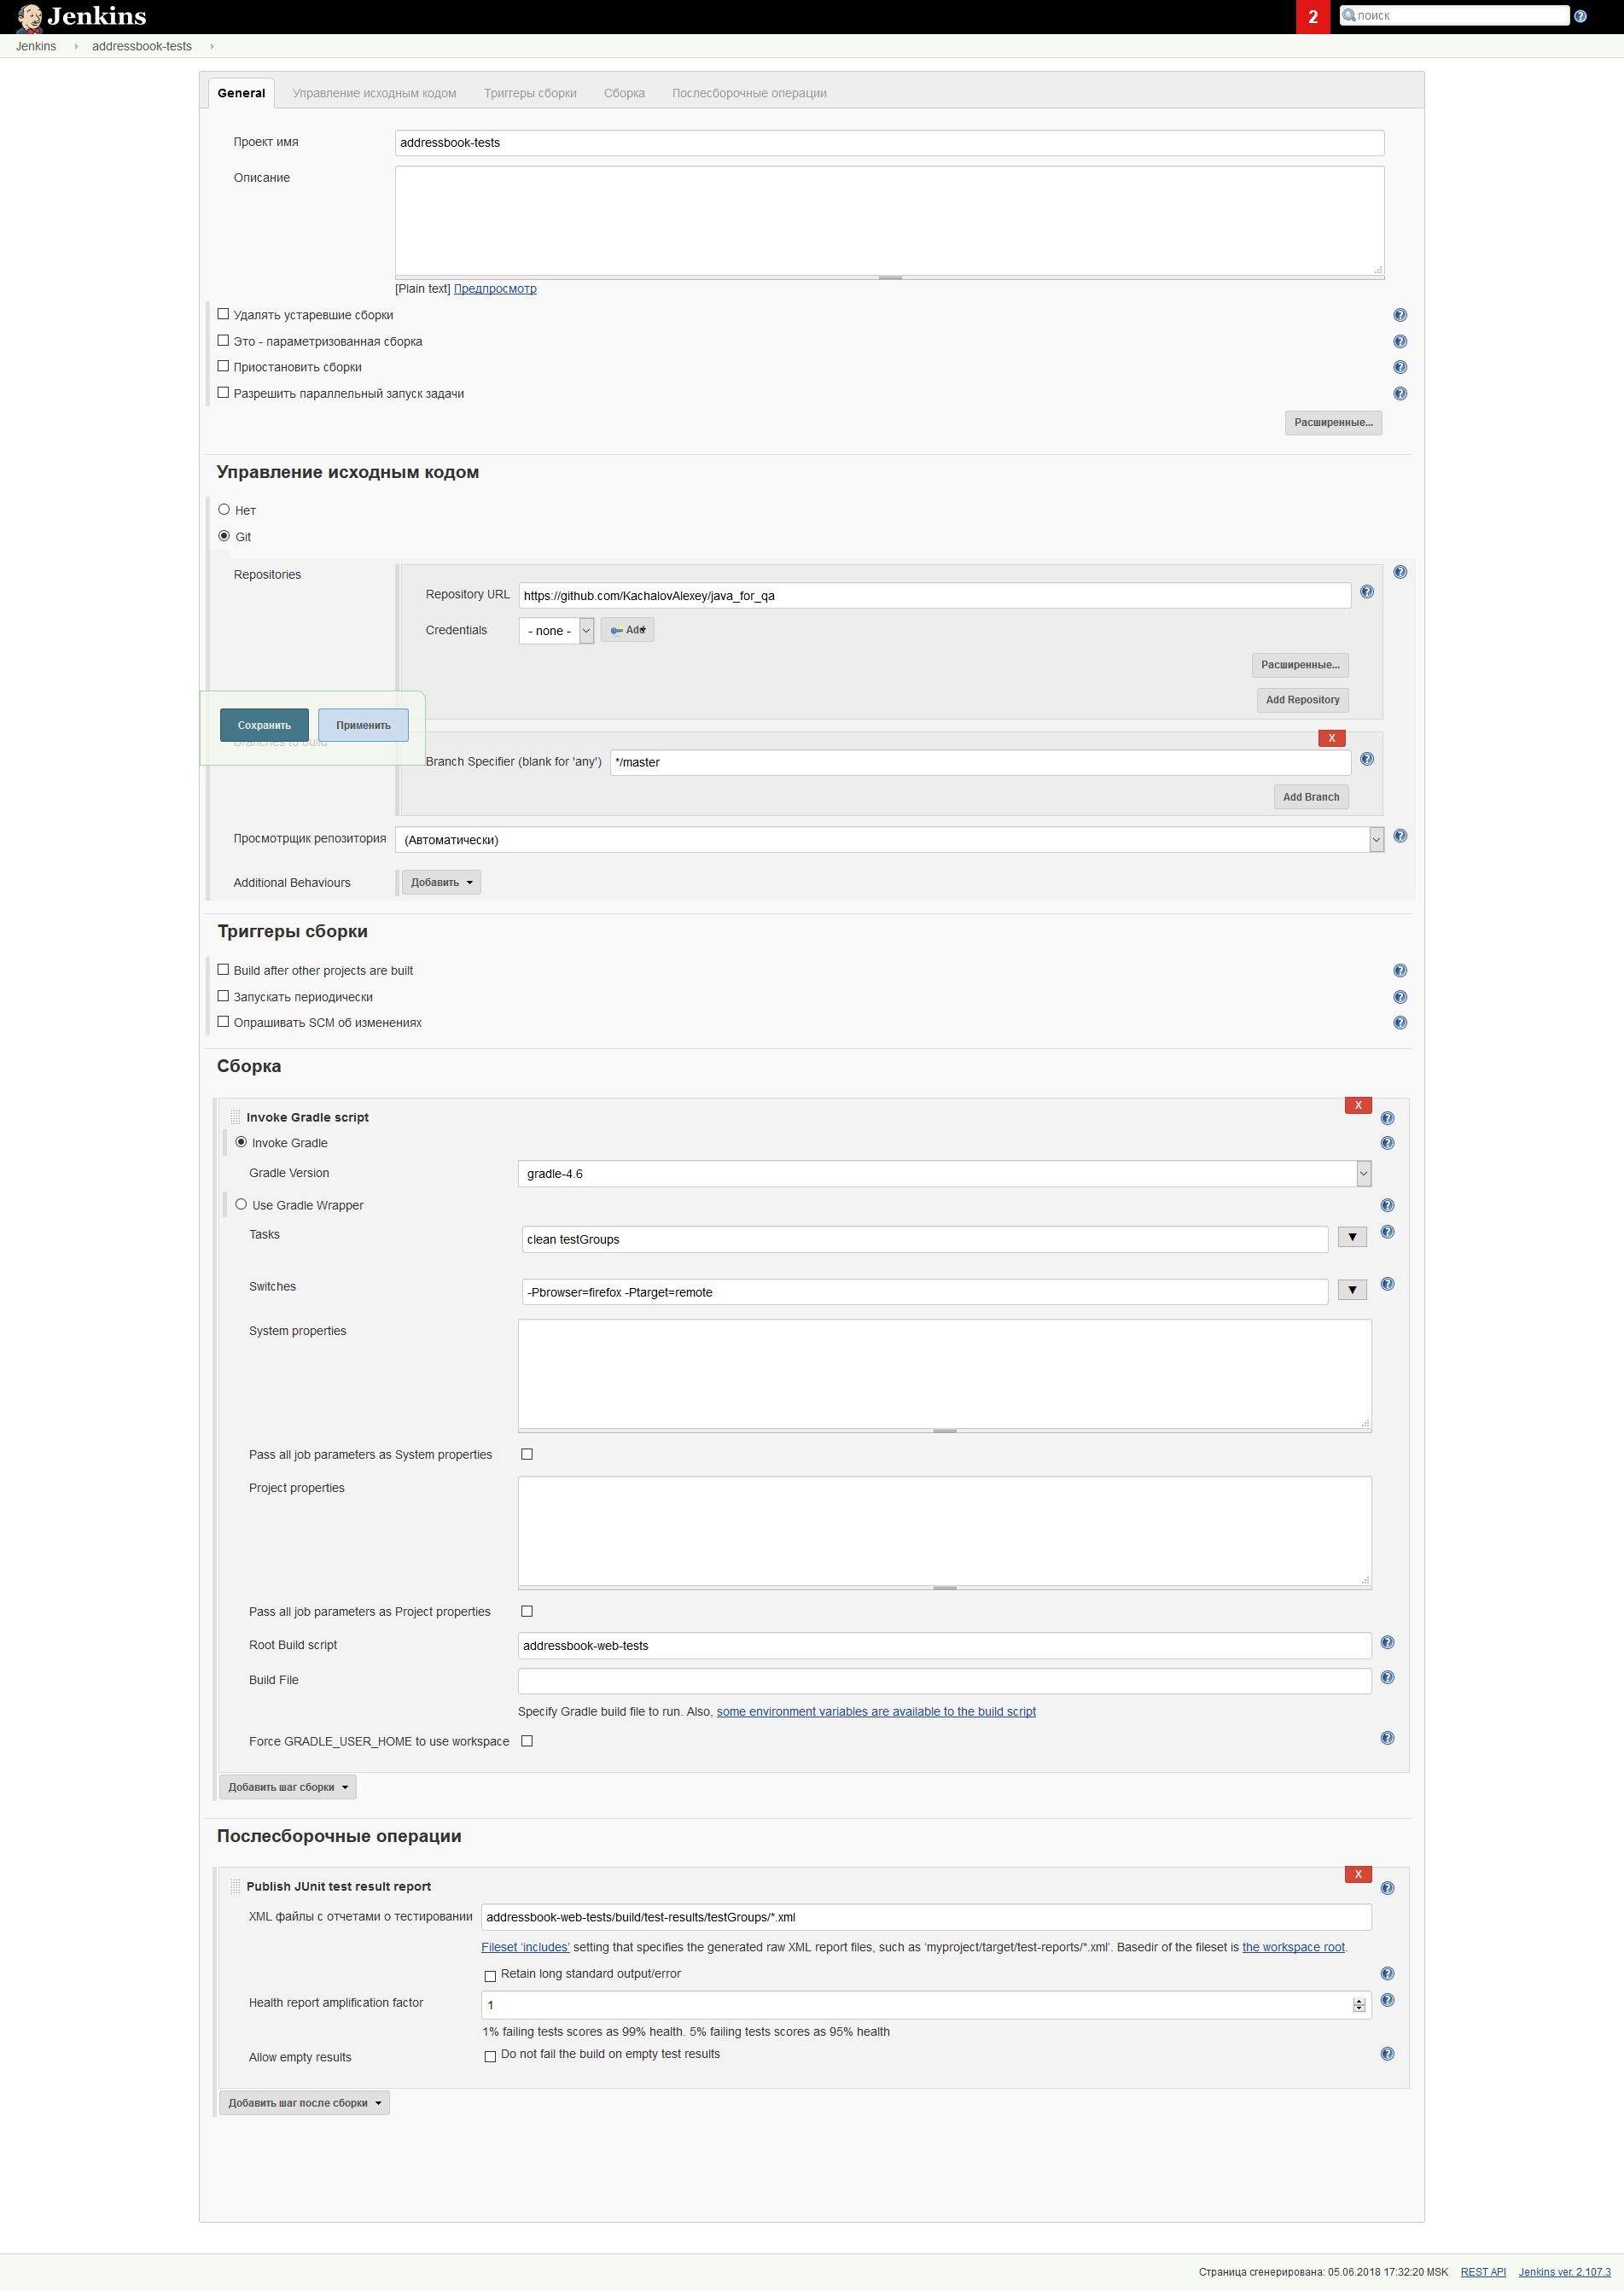 Jenkins
2
поиск
Jenkins
addressbook-tests
General
Управление исходным кодом
Триггеры сборки
Сборка
Послесборочные операции
Проект имя
addressbook-tests
Описание
[Plain text] Предпросмотр
Удалять устаревшие сборки
Это - параметризованная сборка
Приостановить сборки
Разрешить параллельный запуск задачи
Расширенные...
Управление исходным кодом
Нет
Git
Repositories
Repository URL
https://github.com/KachalovAlexey/java_for_qa
Credentials
- none -
Add
Расширенные...
Add Repository
Сохранить
Применить
Branches to build
X
Branch Specifier (blank for 'any')
*/master
Add Branch
Просмотрщик репозитория
(Автоматически)
Additional Behaviours
Добавить
Триггеры сборки
Build after other projects are built
Запускать периодически
Опрашивать SCM об изменениях
Сборка
X
Invoke Gradle script
Invoke Gradle
Gradle Version
gradle-4.6
Use Gradle Wrapper
Tasks
clean testGroups
Switches
-Pbrowser=firefox -Ptarget=remote
System properties
Pass all job parameters as System properties
Project properties
Pass all job parameters as Project properties
Root Build script
addressbook-web-tests
Build File
Specify Gradle build file to run. Also, some environment variables are available to the build script
Force GRADLE_USER_HOME to use workspace
Добавить шаг сборки
Послесборочные операции
X
Publish JUnit test result report
XML файлы с отчетами о тестировании
addressbook-web-tests/build/test-results/testGroups/*.xml
Fileset ‘includes’ setting that specifies the generated raw XML report files, such as ‘myproject/target/test-reports/*.xml’. Basedir of the fileset is the workspace root.
Retain long standard output/error
Health report amplification factor
1
1% failing tests scores as 99% health. 5% failing tests scores as 95% health
Allow empty results
Do not fail the build on empty test results
Добавить шаг после сборки
Страница сгенерирована: 05.06.2018 17:32:20 MSK
REST API
Jenkins ver. 2.107.3